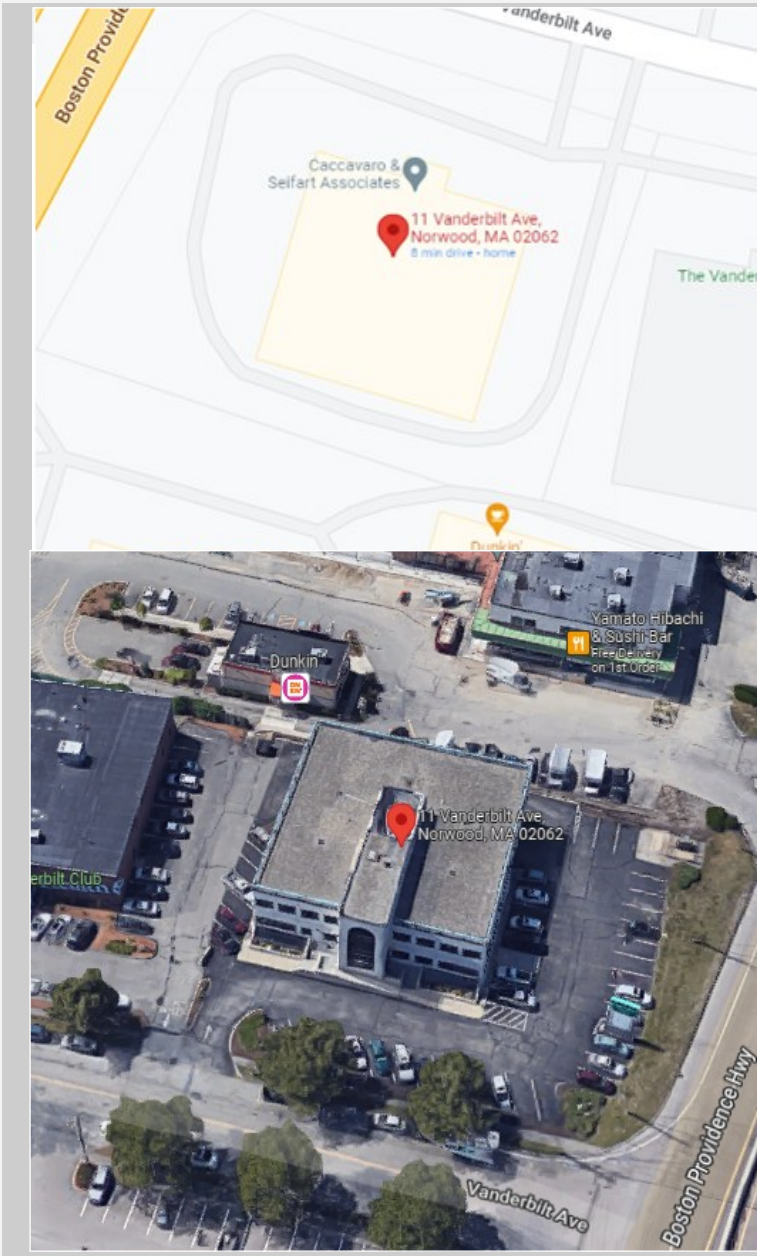 Vanderbilt Ave
Boston Provide
Caccavaro &
Seifart Associates
11 Vanderbilt Ave,
Norwood, MA 02062
8 min drive - home
The Vander
Dunkin'
Yamato Hibachi
& Sushi Bar
Free Delivery
on 1st Order
Dunkin
11 Vanderbilt Ave,
Norwood, MA 02062
erbilt Club
Vanderbilt Ave
Boston Providence Hwy